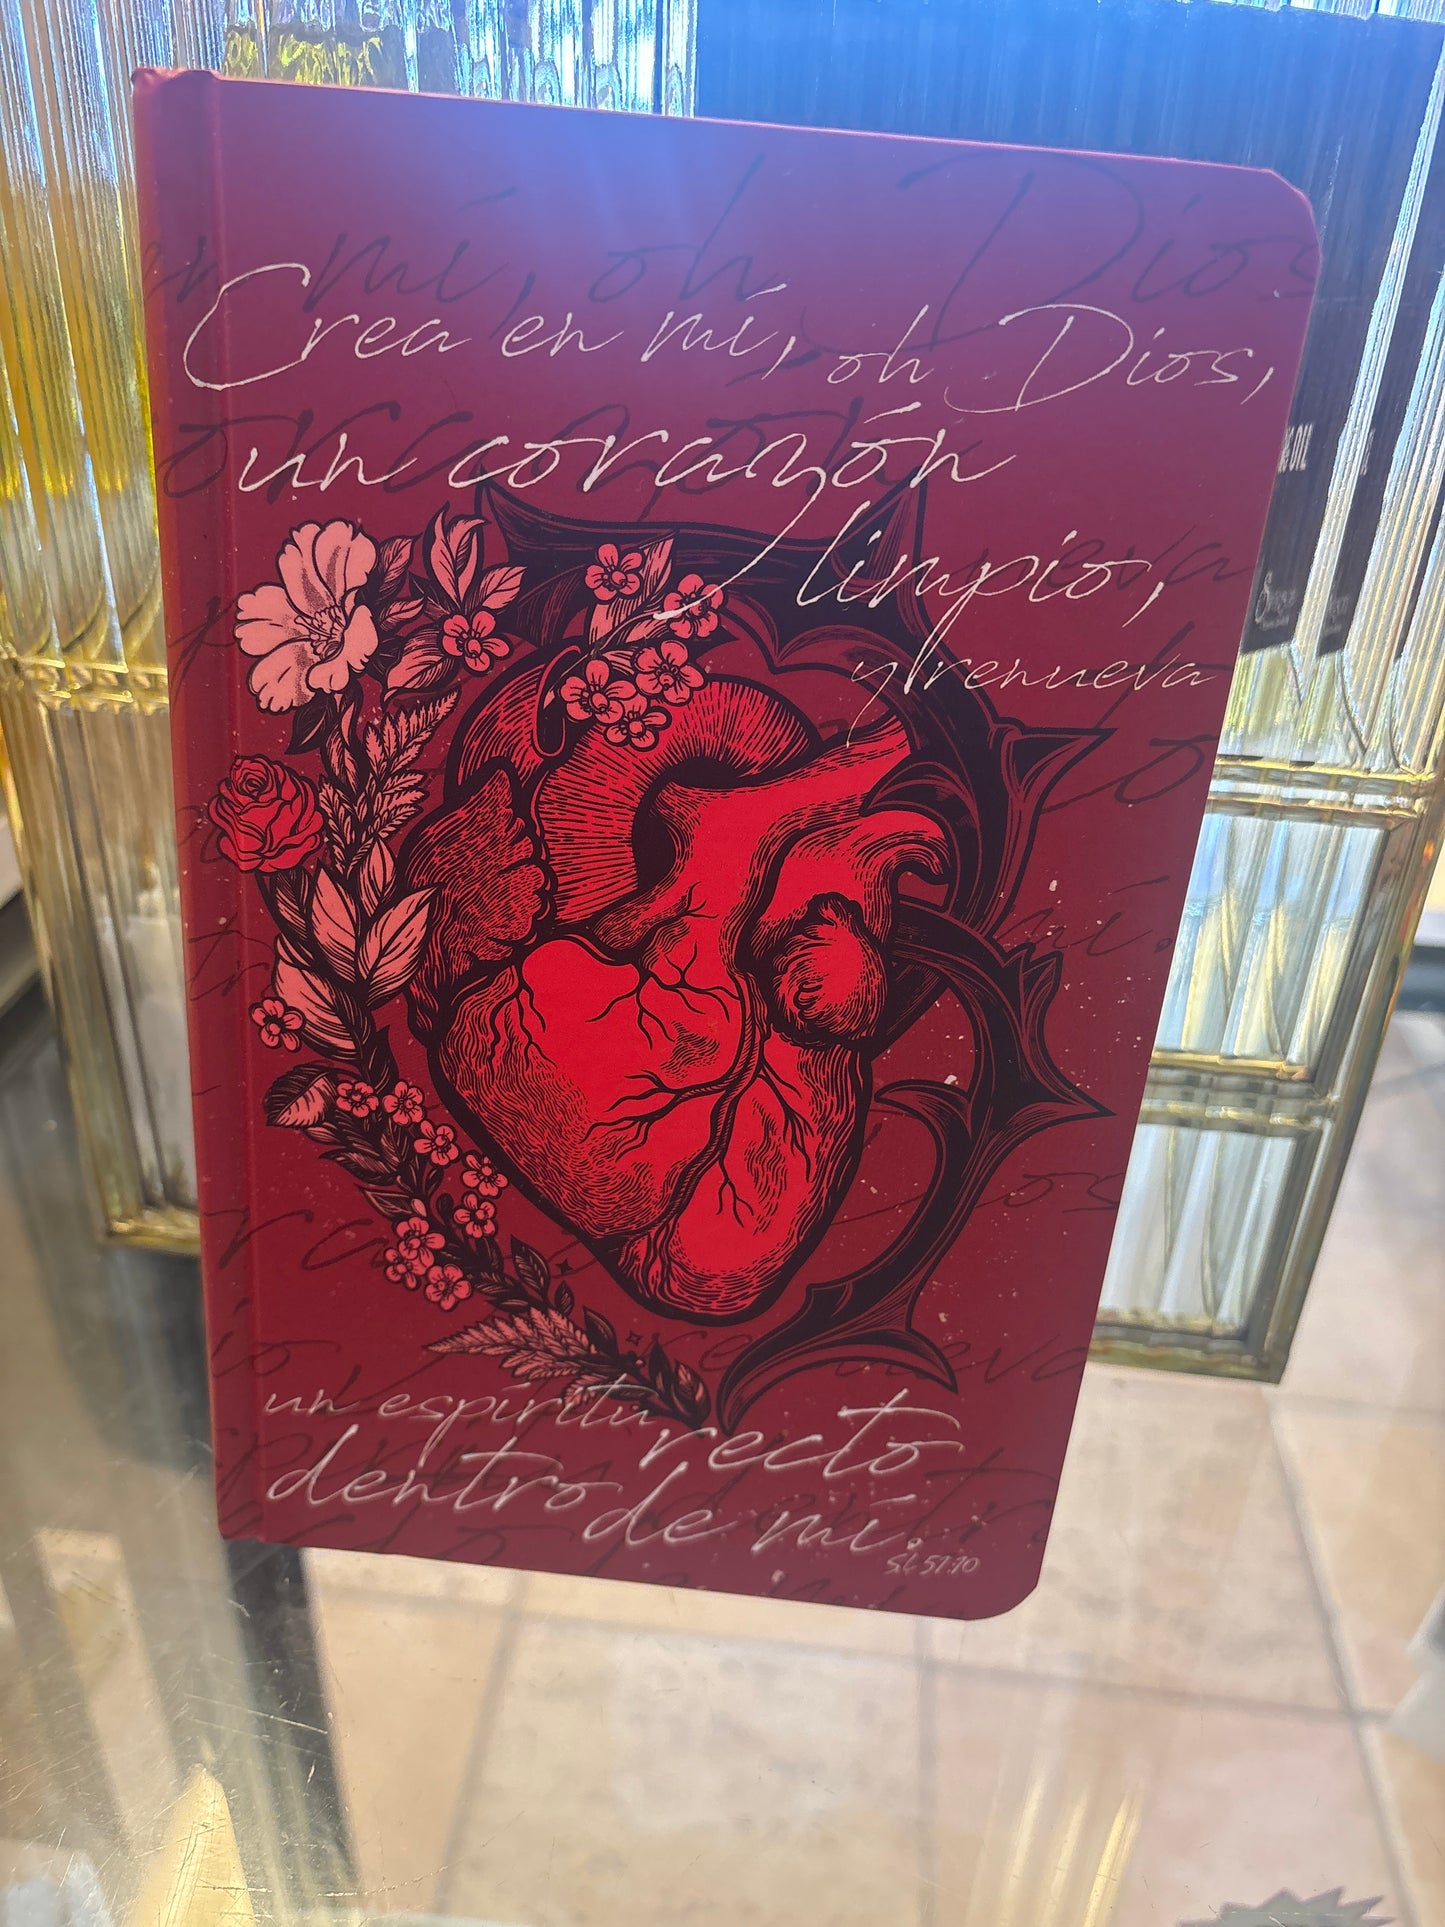 Crea en mí, oh Dios,
un corazón
limpio,
y renueva
un espíritu recto
dentro de mí.
SL 51:10